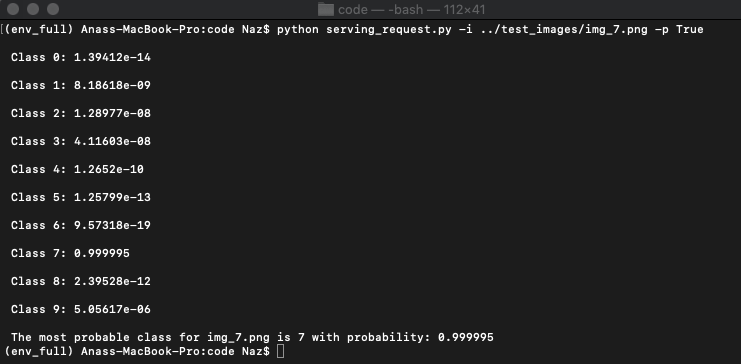 code — -bash — 112×41
[(env_full) Anass-MacBook-Pro:code Naz$ python serving_request.py -i ../test_images/img_7.png -p True
Class 0: 1.39412e-14
Class 1: 8.18618e-09
Class 2: 1.28977e-08
Class 3: 4.11603e-08
Class 4: 1.2652e-10
Class 5: 1.25799e-13
Class 6: 9.57318e-19
Class 7: 0.999995
Class 8: 2.39528e-12
Class 9: 5.05617e-06
The most probable class for img_7.png is 7 with probability: 0.999995
(env_full) Anass-MacBook-Pro:code Naz$